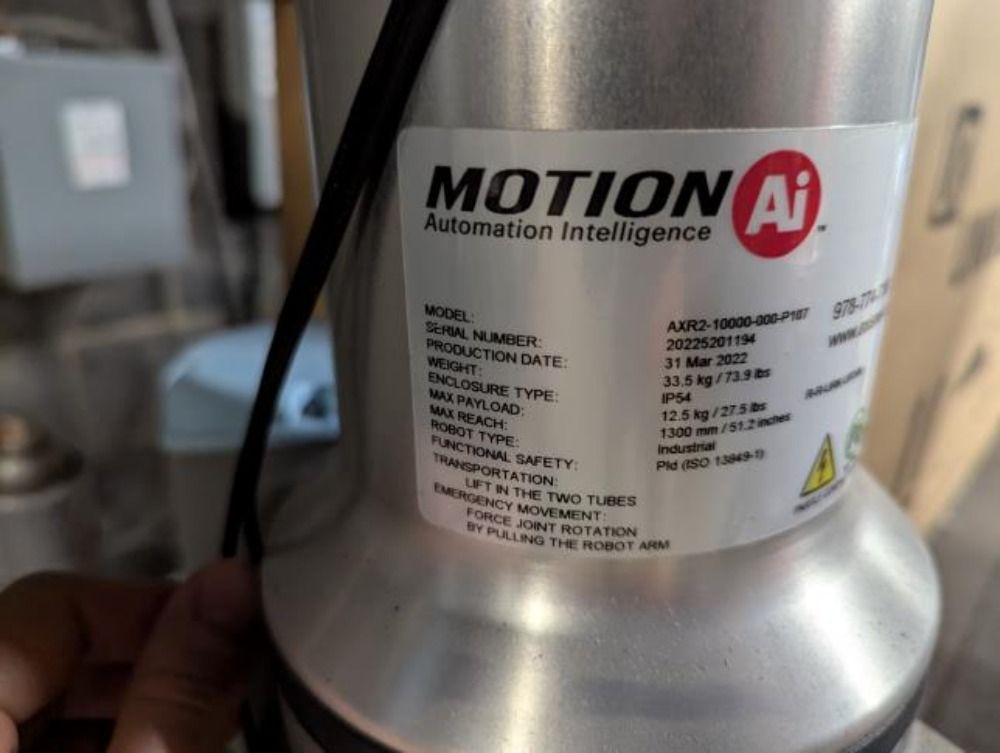 MOTION Ai™
Automation Intelligence
MODEL: AXR2-10000-000-P107
SERIAL NUMBER: 20225201194
PRODUCTION DATE: 31 Mar 2022
WEIGHT: 33.5 kg / 73.9 lbs
ENCLOSURE TYPE: IP54
MAX PAYLOAD: 12.5 kg / 27.5 lbs
MAX REACH: 1300 mm / 51.2 inches
ROBOT TYPE: Industrial
FUNCTIONAL SAFETY: Pld (ISO 13849-1)
TRANSPORTATION:
LIFT IN THE TWO TUBES
EMERGENCY MOVEMENT:
FORCE JOINT ROTATION
BY PULLING THE ROBOT ARM
978-774-